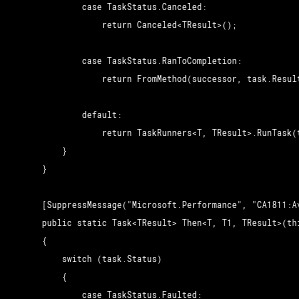 case TaskStatus.Canceled:
return Canceled<TResult>();
case TaskStatus.RanToCompletion:
return FromMethod(successor, task.Result
default:
return TaskRunners<T, TResult>.RunTask(t
}
}
[SuppressMessage("Microsoft.Performance", "CA1811:Av
public static Task<TResult> Then<T, T1, TResult>(thi
{
switch (task.Status)
{
case TaskStatus.Faulted: